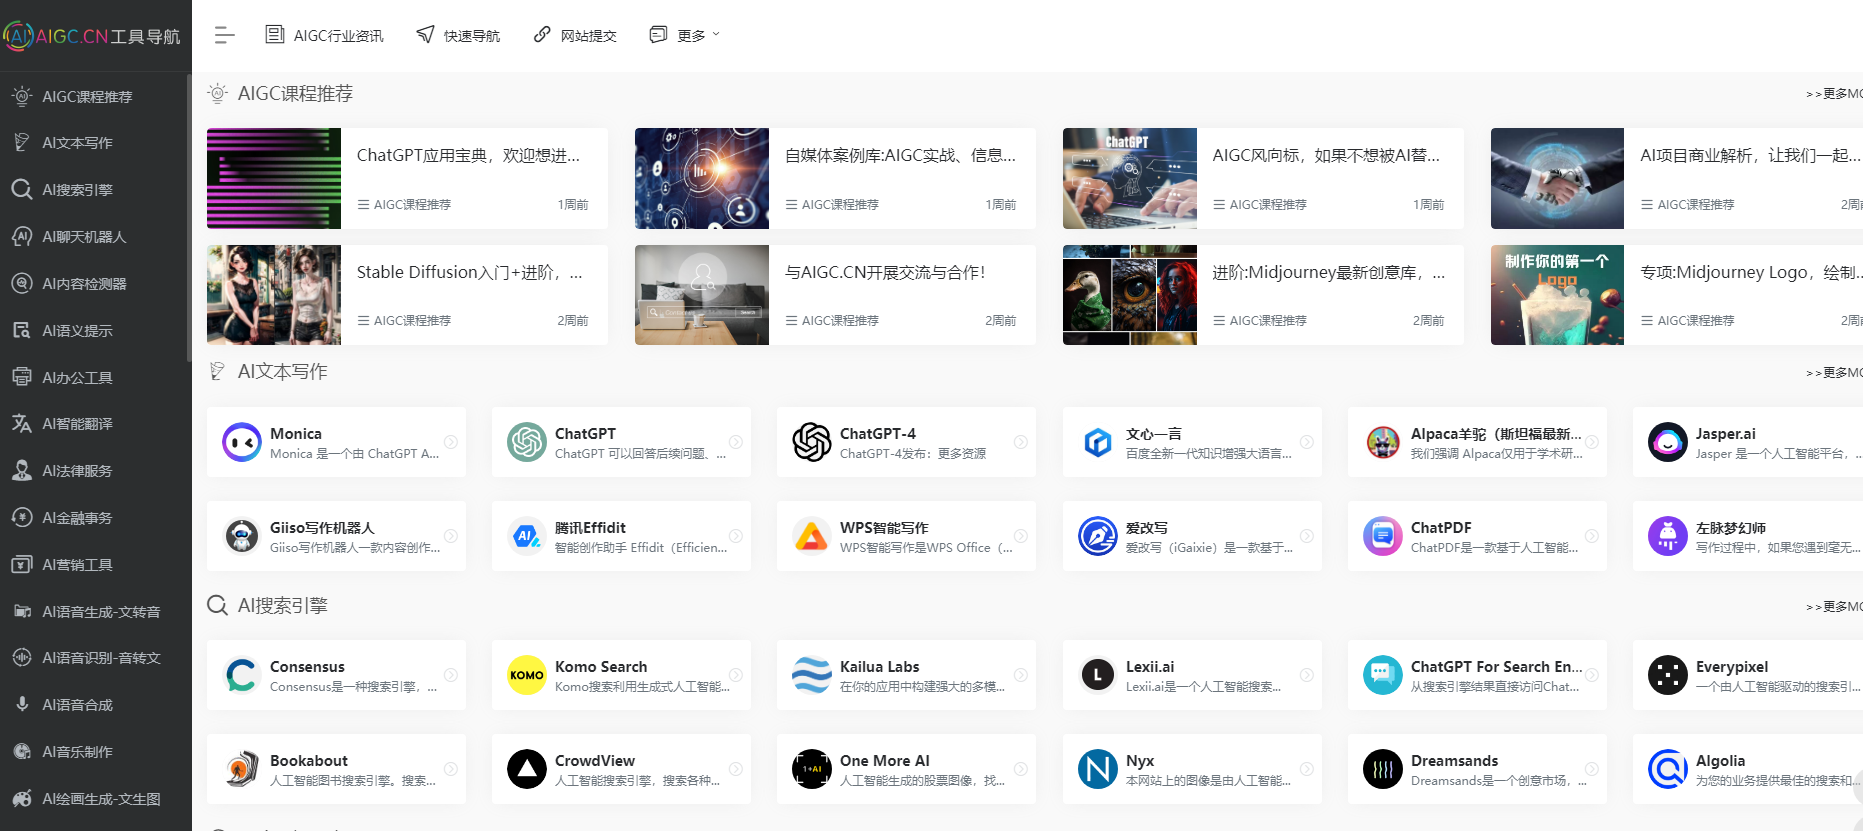 AIGC.CN工具导航
AIGC行业资讯
快速导航
网站提交
更多
AIGC课程推荐
AI文本写作
AI搜索引擎
AI聊天机器人
AI内容检测器
AI语义提示
AI办公工具
AI智能翻译
AI法律服务
AI金融事务
AI营销工具
AI语音生成-文转音
AI语音识别-音转文
AI语音合成
AI音乐制作
AI绘画生成-文生图
AIGC课程推荐
>>更多MO
ChatGPT应用宝典，欢迎想进...
AIGC课程推荐
1周前
自媒体案例库:AIGC实战、信息...
AIGC课程推荐
1周前
ChatGPT
AIGC风向标，如果不想被AI替...
AIGC课程推荐
1周前
AI项目商业解析，让我们一起...
AIGC课程推荐
2周前
Stable Diffusion入门+进阶，...
AIGC课程推荐
2周前
与AIGC.CN开展交流与合作!
AIGC课程推荐
2周前
进阶:Midjourney最新创意库，...
AIGC课程推荐
2周前
制作你的第一个
Logo
专项:Midjourney Logo，绘制...
AIGC课程推荐
2周前
AI文本写作
>>更多MO
Monica
Monica 是一个由 ChatGPT A...
ChatGPT
ChatGPT 可以回答后续问题、...
ChatGPT-4
ChatGPT-4发布：更多资源
文心一言
百度全新一代知识增强大语言...
Alpaca羊驼（斯坦福最新...
我们强调 Alpaca仅用于学术研...
Jasper.ai
Jasper 是一个人工智能平台，...
Giiso写作机器人
Giiso写作机器人一款内容创作...
腾讯Effidit
智能创作助手 Effidit（Efficien...
WPS智能写作
WPS智能写作是WPS Office（...
爱改写
爱改写（iGaixie）是一款基于...
ChatPDF
ChatPDF是一款基于人工智能...
左脉梦幻师
写作过程中，如果您遇到毫无...
AI搜索引擎
>>更多MO
Consensus
Consensus是一种搜索引擎，...
KOMO
Komo Search
Komo搜索利用生成式人工智能...
Kailua Labs
在你的应用中构建强大的多模...
L
Lexii.ai
Lexii.ai是一个人工智能搜索...
ChatGPT For Search En...
从搜索引擎结果直接访问Chat...
Everypixel
一个由人工智能驱动的搜索引...
Bookabout
人工智能图书搜索引擎。搜索...
CrowdView
人工智能搜索引擎，搜索各种...
1+AI
One More AI
人工智能生成的股票图像，找...
N
Nyx
本网站上的图像是由人工智能...
Dreamsands
Dreamsands是一个创意市场，...
Algolia
为您的业务提供最佳的搜索和...